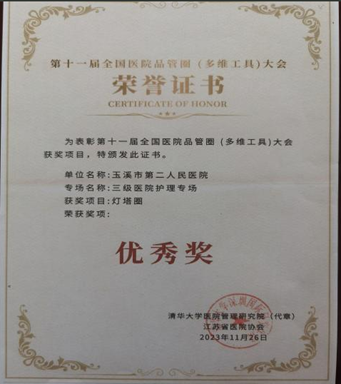 第十一届全国医院品管圈（多维工具)大会
荣誉证书
CERTIFICATE OF HONOR
为表彰第十一届全国医院品管圈（多维工具)大会
获奖项目，特颁发此证书。
单位名称:玉溪市第二人民医院
专场名称:三级医院护理专场
获奖项目:灯塔圈
荣获奖项:
优秀奖
清华大学医院管理研究院（代章）
江苏省医院协会
2023年11月26日